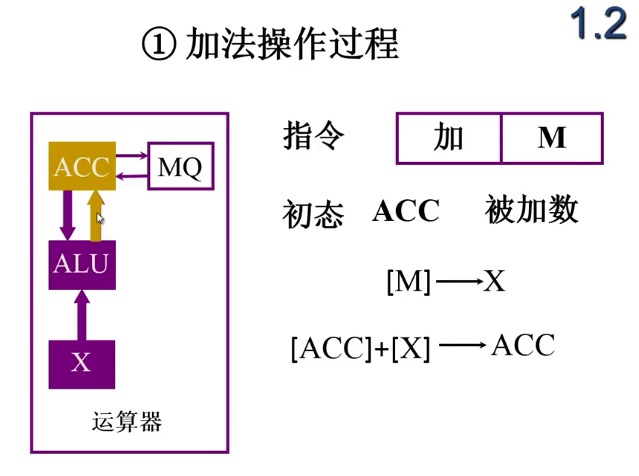 1.2
① 加法操作过程
ACC
MQ
ALU
X
运算器
指令 加 M
初态 ACC 被加数
[M]→X
[ACC]+[X]→ACC